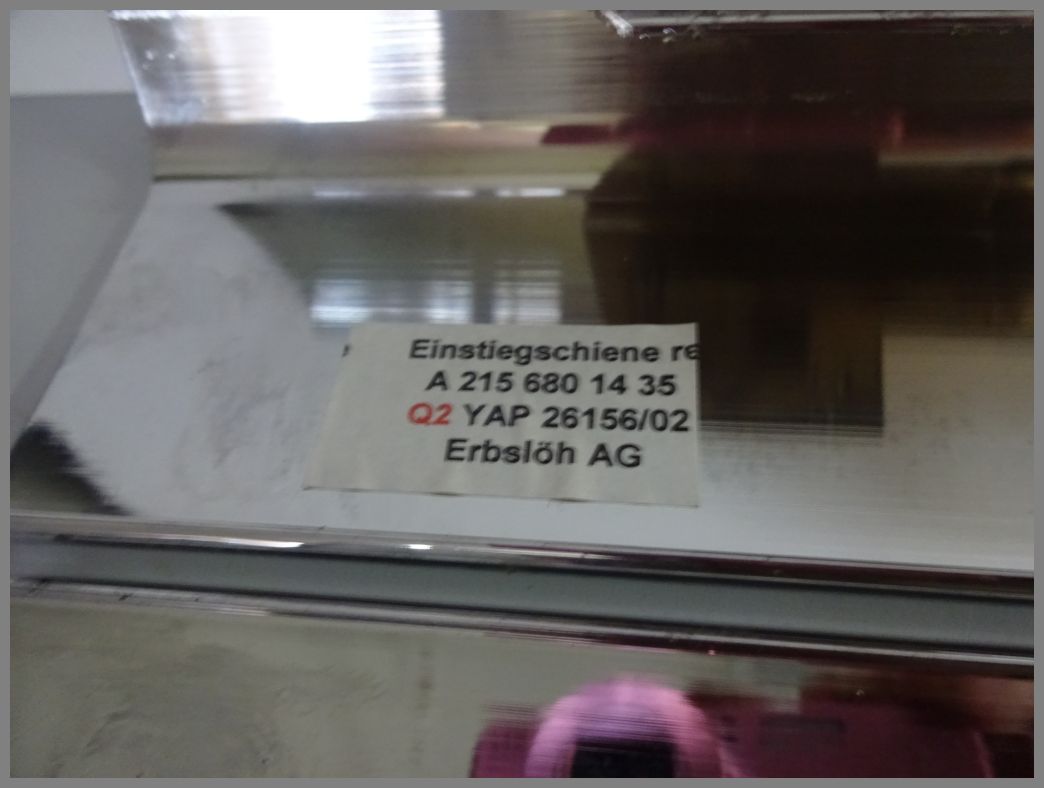 Einstiegschiene re
A 215 680 14 35
Q2 YAP 26156/02
Erbslöh AG